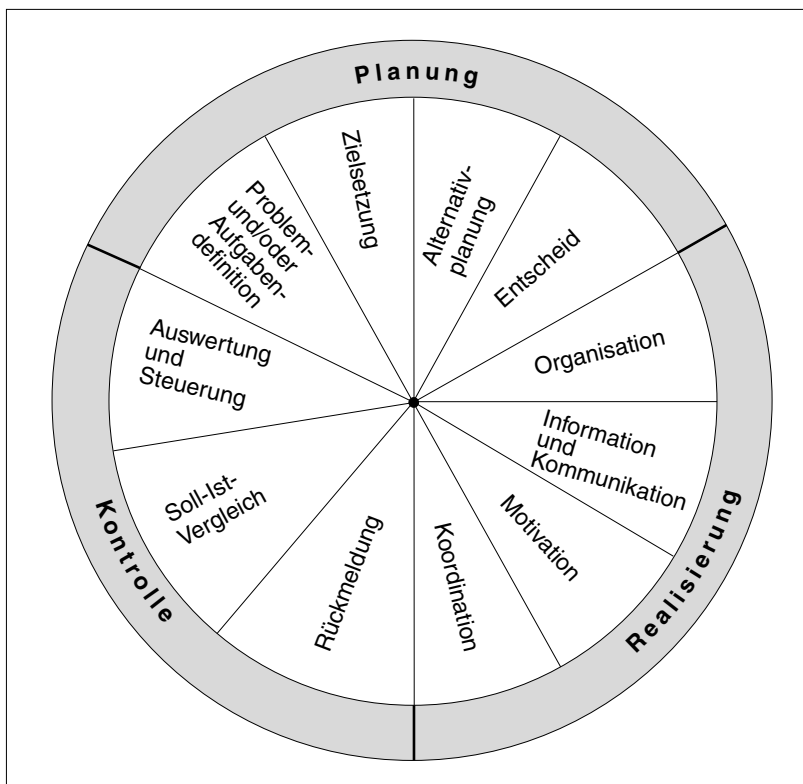 Planung
Problem-
und/oder
Aufgaben-
definition
Zielsetzung
Alternativ-
planung
Entscheid
Organisation
Information
und
Kommunikation
Motivation
Koordination
Realisierung
Rückmeldung
Soll-Ist-
Vergleich
Auswertung
und
Steuerung
Kontrolle